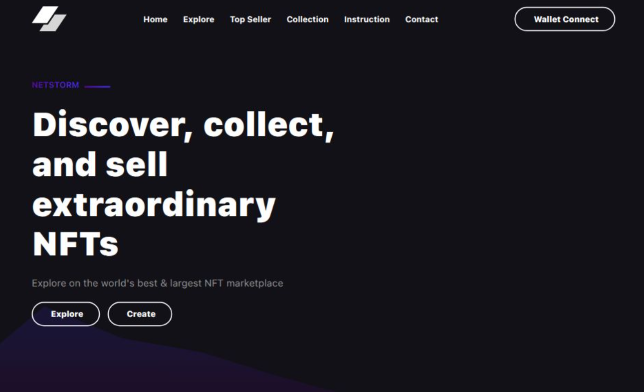 Home Explore Top Seller Collection Instruction Contact Wallet Connect
NETSTORM
Discover, collect,
and sell
extraordinary
NFTs
Explore on the world's best & largest NFT marketplace
Explore Create